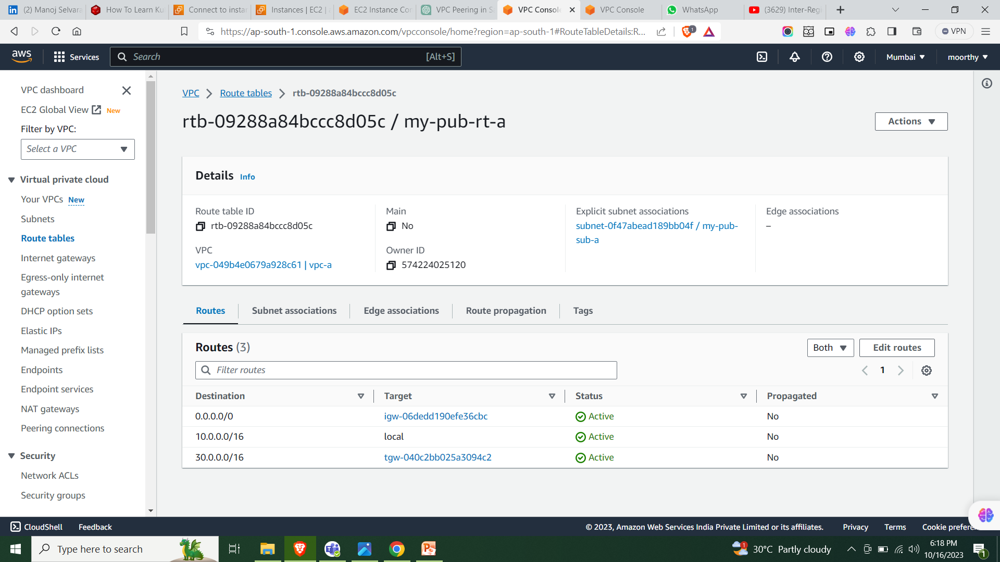 (2) Manoj Selvara
How To Learn Ku
Connect to instan
Instances | EC2 |
EC2 Instance Con
VPC Peering in S
VPC Console
VPC Console
WhatsApp
(3629) Inter-Regi
https://ap-south-1.console.aws.amazon.com/vpcconsole/home?region=ap-south-1#RouteTableDetails:R...
1
VPN
aws
Services
Search
[Alt+S]
Mumbai
moorthy
VPC dashboard
EC2 Global View New
Filter by VPC:
Select a VPC
Virtual private cloud
Your VPCs New
Subnets
Route tables
Internet gateways
Egress-only internet
gateways
DHCP option sets
Elastic IPs
Managed prefix lists
Endpoints
Endpoint services
NAT gateways
Peering connections
Security
Network ACLs
Security groups
VPC > Route tables > rtb-09288a84bccc8d05c
rtb-09288a84bccc8d05c / my-pub-rt-a
Actions
Details Info
Route table ID
rtb-09288a84bccc8d05c
VPC
vpc-049b4e0679a928c61 | vpc-a
Main
No
Owner ID
574224025120
Explicit subnet associations
subnet-0f47abead189bb04f / my-pub-
sub-a
Edge associations
–
Routes
Subnet associations
Edge associations
Route propagation
Tags
Routes (3)
Both
Edit routes
Filter routes
1
Destination Target Status Propagated
0.0.0.0/0 igw-06dedd190efe36cbc Active No
10.0.0.0/16 local Active No
30.0.0.0/16 tgw-040c2bb025a3094c2 Active No
CloudShell
Feedback
© 2023, Amazon Web Services India Private Limited or its affiliates.
Privacy
Terms
Cookie prefere
Type here to search
1
30°C Partly cloudy
6:18 PM
10/16/2023
1